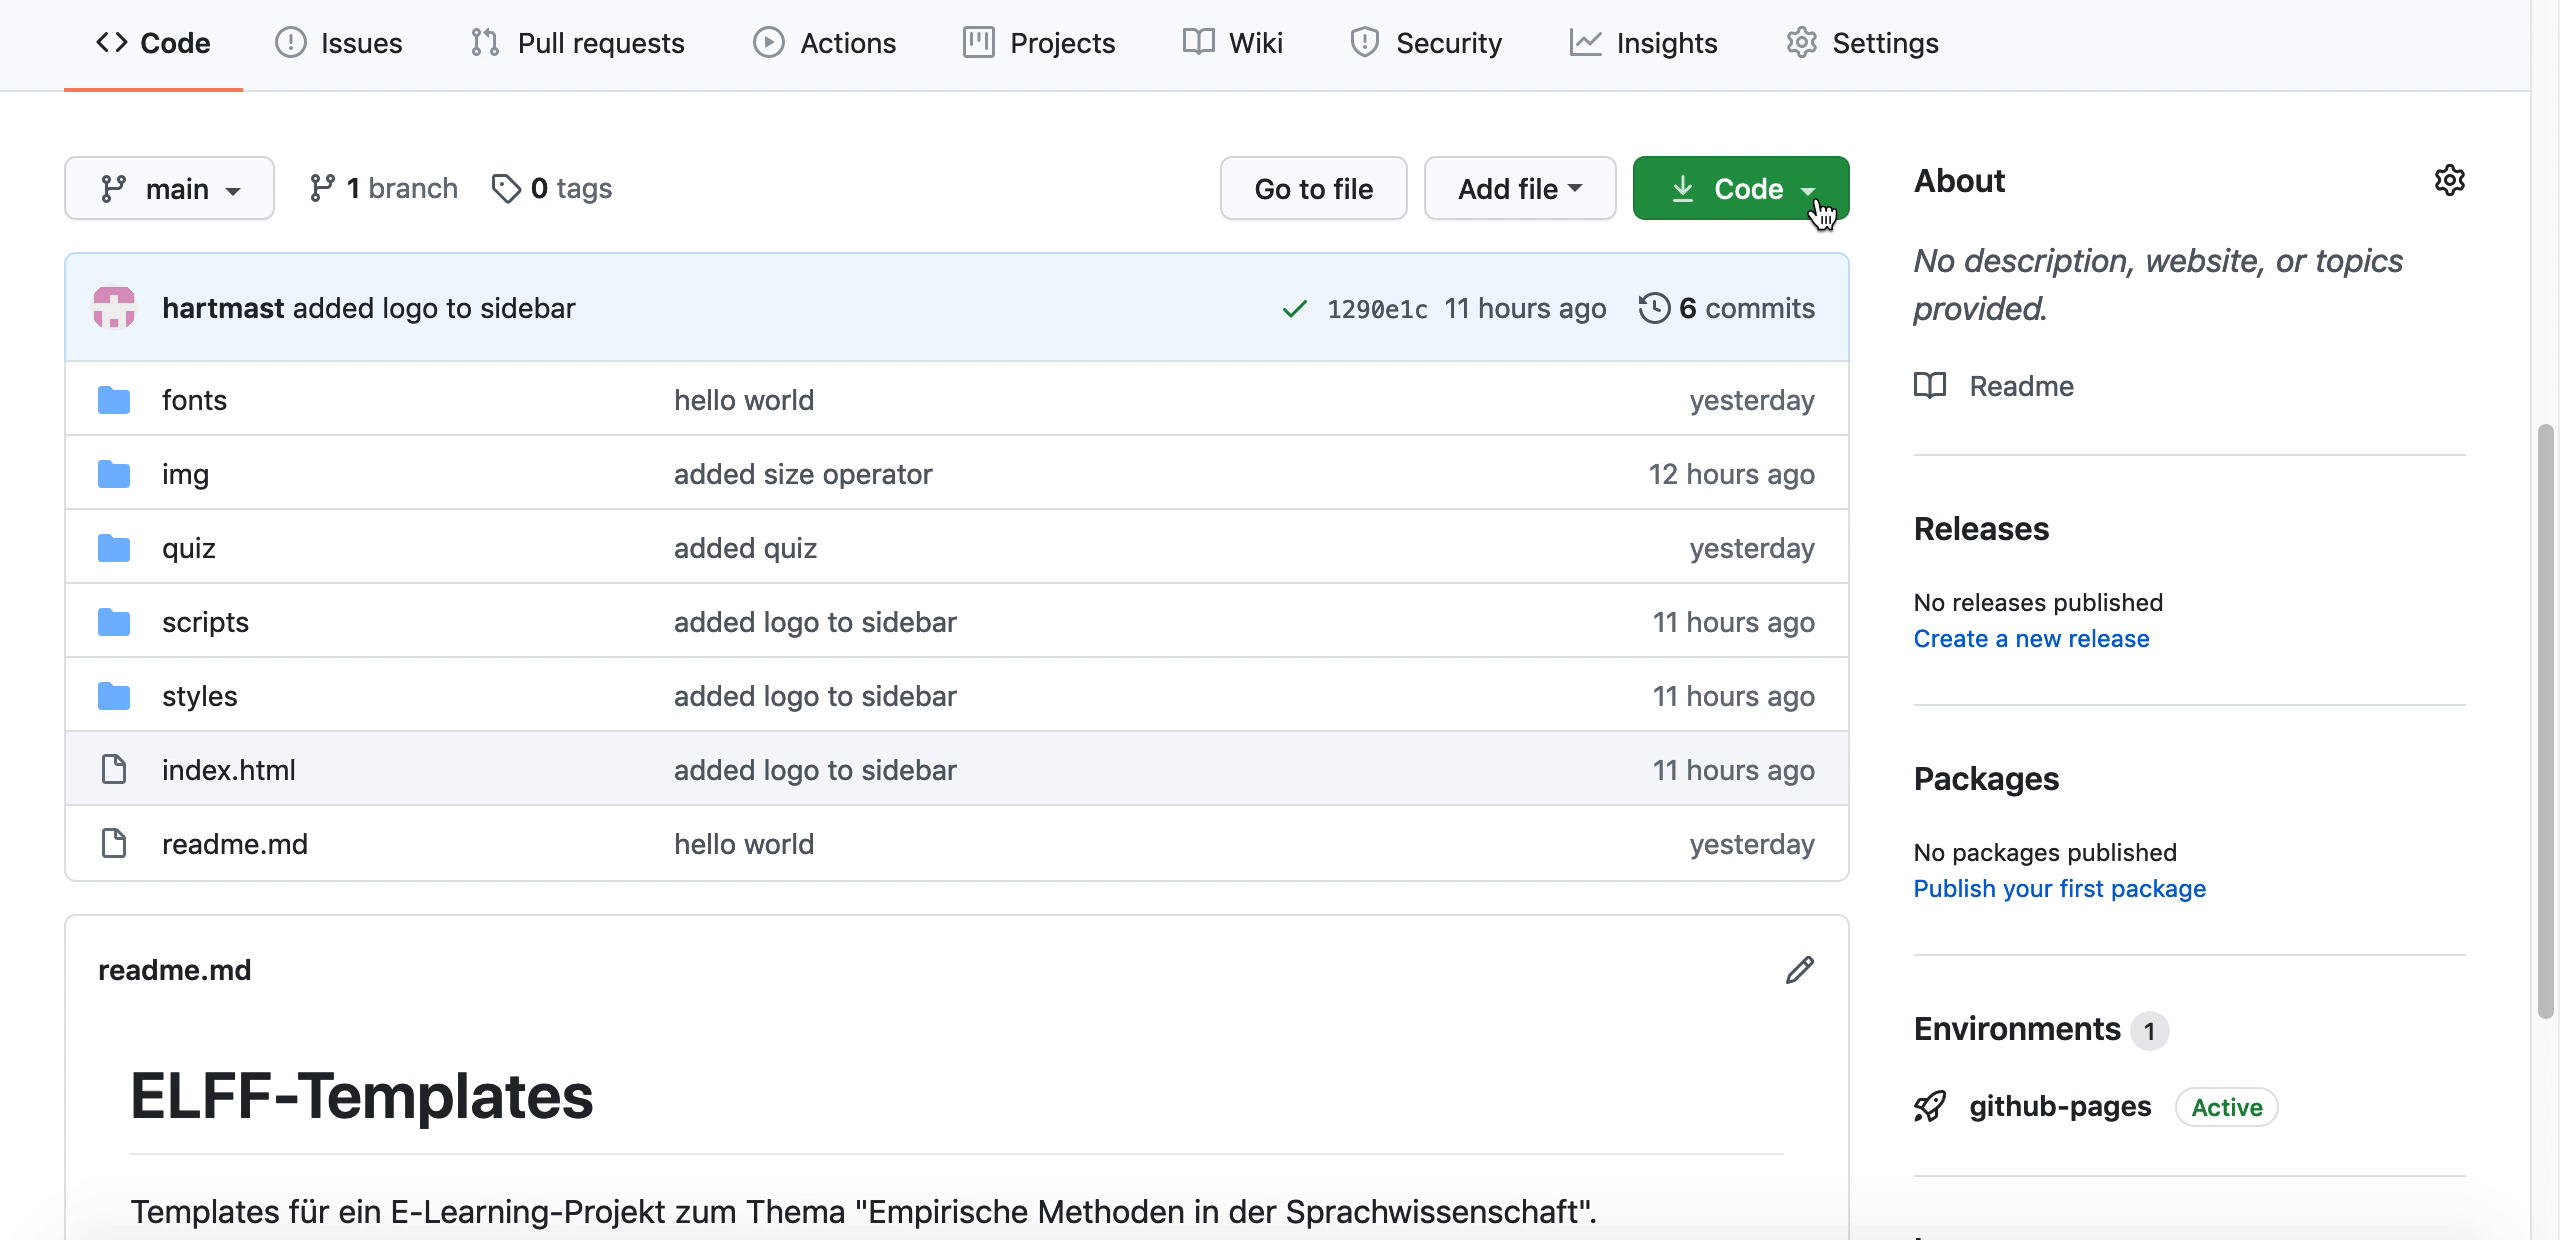 Code Issues Pull requests Actions Projects Wiki Security Insights Settings
main 1 branch 0 tags Go to file Add file Code
hartmast added logo to sidebar 1290e1c 11 hours ago 6 commits
fonts hello world yesterday
img added size operator 12 hours ago
quiz added quiz yesterday
scripts added logo to sidebar 11 hours ago
styles added logo to sidebar 11 hours ago
index.html added logo to sidebar 11 hours ago
readme.md hello world yesterday
readme.md
ELFF-Templates
Templates für ein E-Learning-Projekt zum Thema "Empirische Methoden in der Sprachwissenschaft".
About
No description, website, or topics
provided.
Readme
Releases
No releases published
Create a new release
Packages
No packages published
Publish your first package
Environments 1
github-pages Active